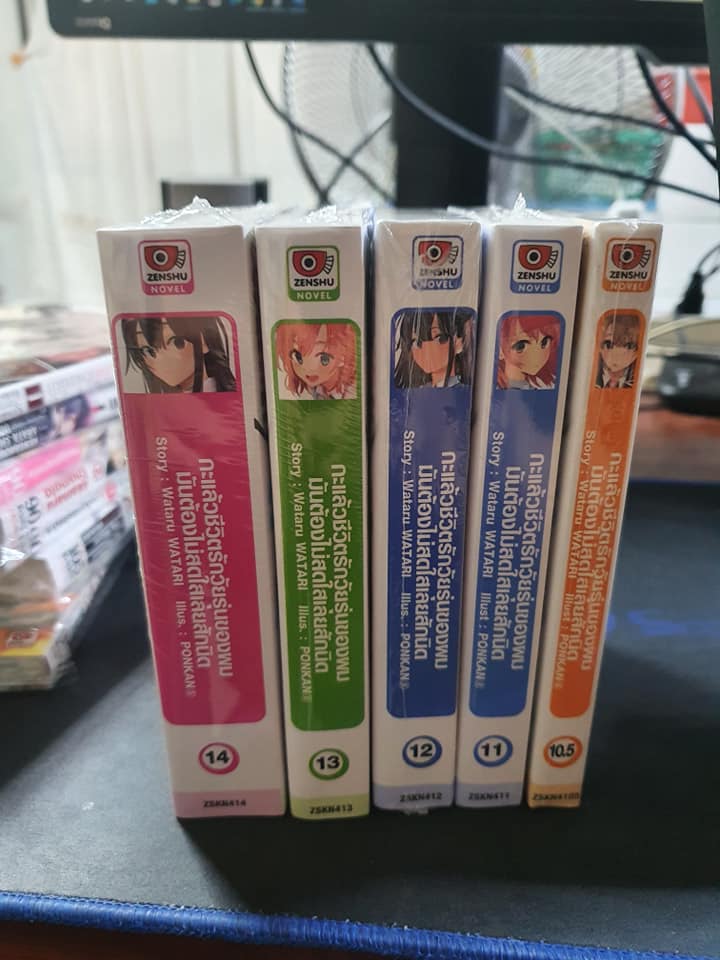 ZENSHU
NOVEL
กะแล้วชีวิตรักวัยรุ่นของผม
มันต้องไม่สดใสเลยสักนิด
Story : Wataru WATARI Illus. : PONKAN⑧
14
ZSKN414
ZENSHU
NOVEL
กะแล้วชีวิตรักวัยรุ่นของผม
มันต้องไม่สดใสเลยสักนิด
Story : Wataru WATARI Illus. : PONKAN⑧
13
ZSKN413
ZENSHU
NOVEL
กะแล้วชีวิตรักวัยรุ่นของผม
มันต้องไม่สดใสเลยสักนิด
Story : Wataru WATARI Illus. : PONKAN⑧
12
ZSKN412
ZENSHU
NOVEL
กะแล้วชีวิตรักวัยรุ่นของผม
มันต้องไม่สดใสเลยสักนิด
Story : Wataru WATARI Illust : PONKAN⑧
11
ZSKN411
ZENSHU
NOVEL
กะแล้วชีวิตรักวัยรุ่นของผม
มันต้องไม่สดใสเลยสักนิด
Story : Wataru WATARI Illust : PONKAN⑧
10.5